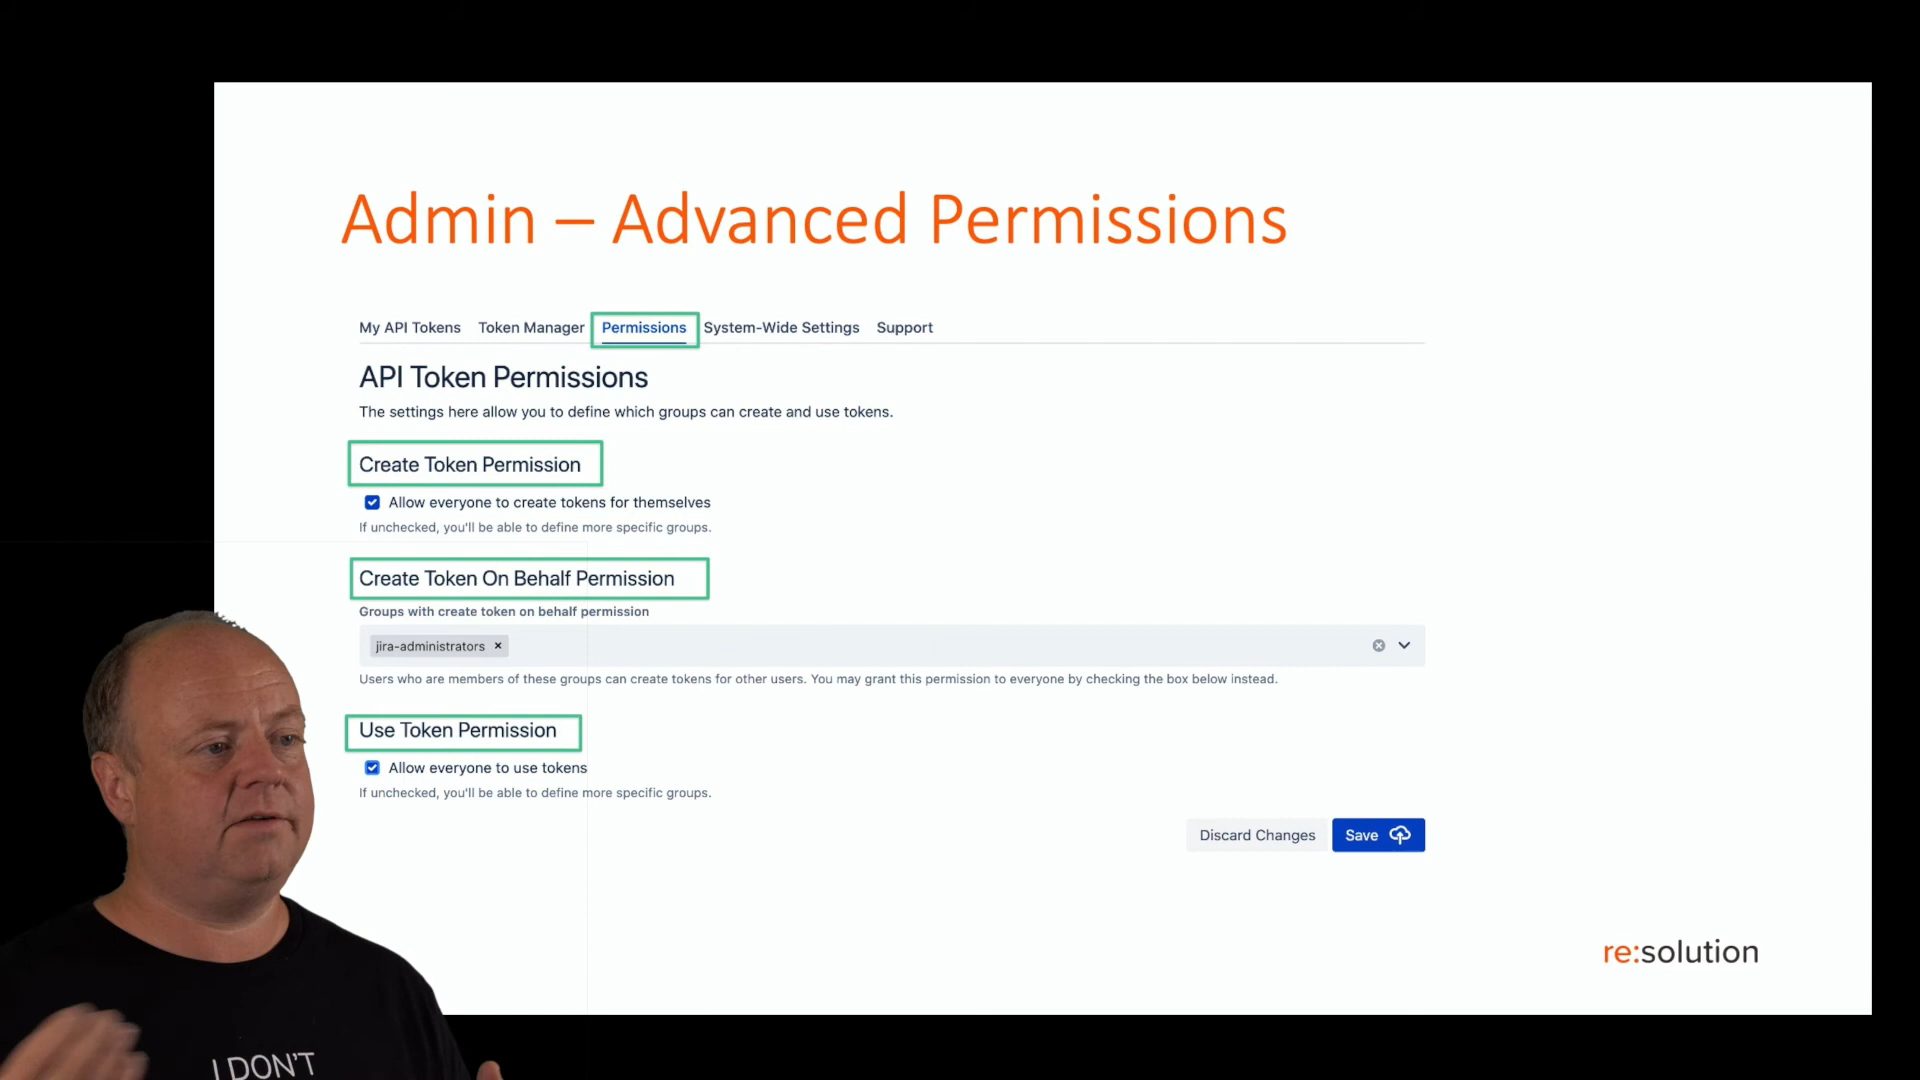 Admin – Advanced Permissions
My API Tokens Token Manager Permissions System-Wide Settings Support
API Token Permissions
The settings here allow you to define which groups can create and use tokens.
Create Token Permission
Allow everyone to create tokens for themselves
If unchecked, you'll be able to define more specific groups.
Create Token On Behalf Permission
Groups with create token on behalf permission
jira-administrators ×
Users who are members of these groups can create tokens for other users. You may grant this permission to everyone by checking the box below instead.
Use Token Permission
Allow everyone to use tokens
If unchecked, you'll be able to define more specific groups.
Discard Changes Save
re:solution
I DON'T